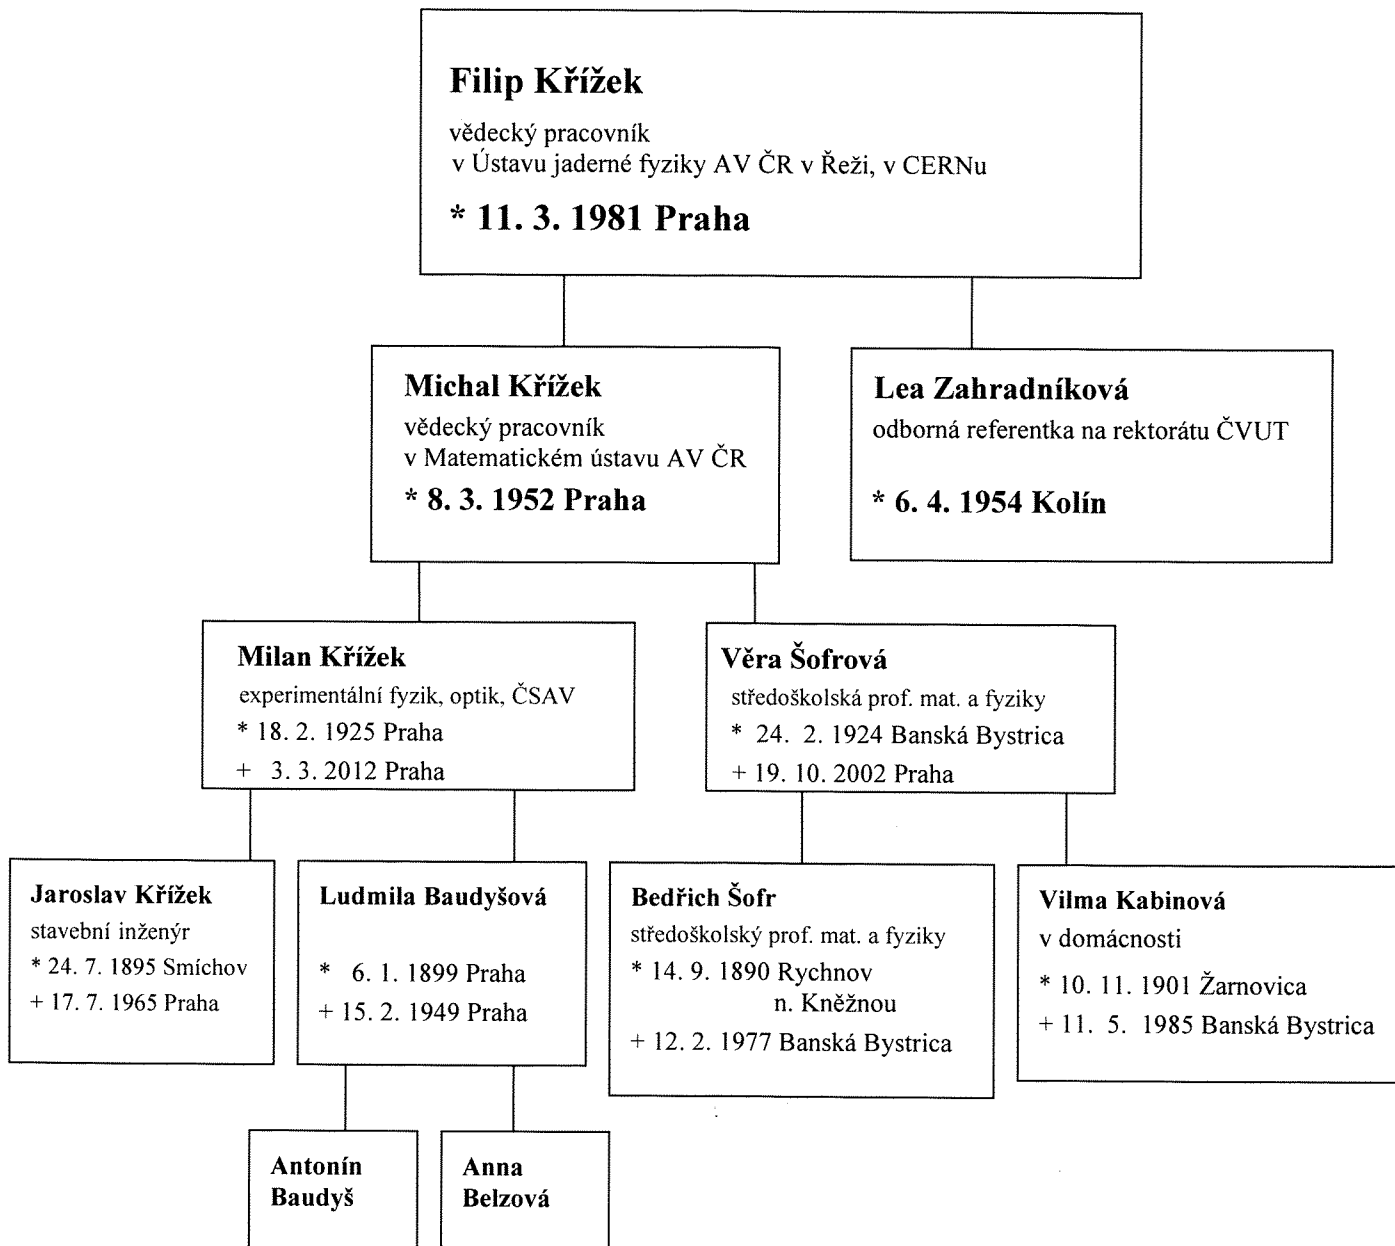 Filip Křížek
vědecký pracovník
v Ústavu jaderné fyziky AV ČR v Řeži, v CERNu
* 11. 3. 1981 Praha
Michal Křížek
vědecký pracovník
v Matematickém ústavu AV ČR
* 8. 3. 1952 Praha
Lea Zahradníková
odborná referentka na rektorátu ČVUT
* 6. 4. 1954 Kolín
Milan Křížek
experimentální fyzik, optik, ČSAV
* 18. 2. 1925 Praha
+ 3. 3. 2012 Praha
Věra Šofrová
středoškolská prof. mat. a fyziky
* 24. 2. 1924 Banská Bystrica
+ 19. 10. 2002 Praha
Jaroslav Křížek
stavební inženýr
* 24. 7. 1895 Smíchov
+ 17. 7. 1965 Praha
Ludmila Baudyšová
* 6. 1. 1899 Praha
+ 15. 2. 1949 Praha
Bedřich Šofr
středoškolský prof. mat. a fyziky
* 14. 9. 1890 Rychnov
n. Kněžnou
+ 12. 2. 1977 Banská Bystrica
Vilma Kabinová
v domácnosti
* 10. 11. 1901 Žarnovica
+ 11. 5. 1985 Banská Bystrica
Antonín
Baudyš
Anna
Belzová